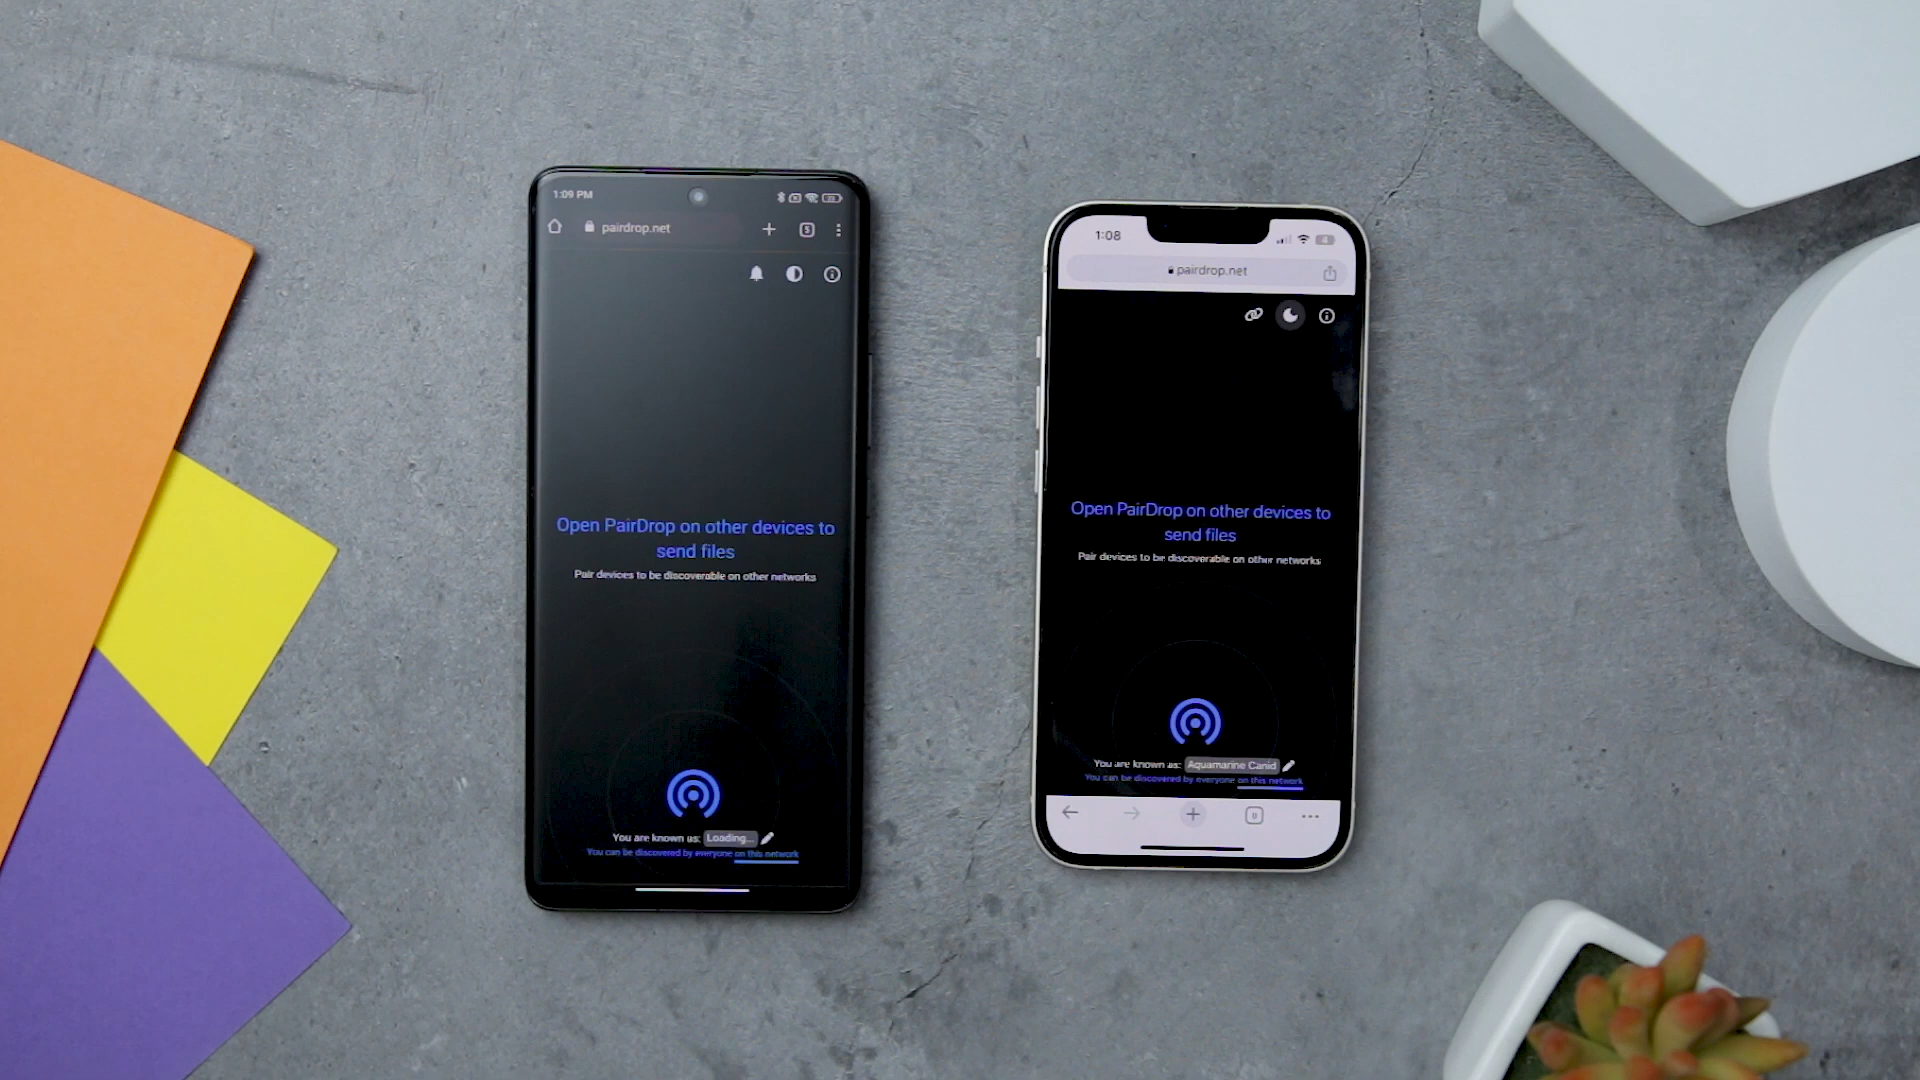 1:09 PM
pairdrop.net
5
Open PairDrop on other devices to
send files
Pair devices to be discoverable on other networks
You are known as: Loading...
You can be discovered by everyone on this network
1:08
4
pairdrop.net
Open PairDrop on other devices to
send files
Pair devices to be discoverable on other networks
You are known as: Aquamarine Canid
You can be discovered by everyone on this network
0